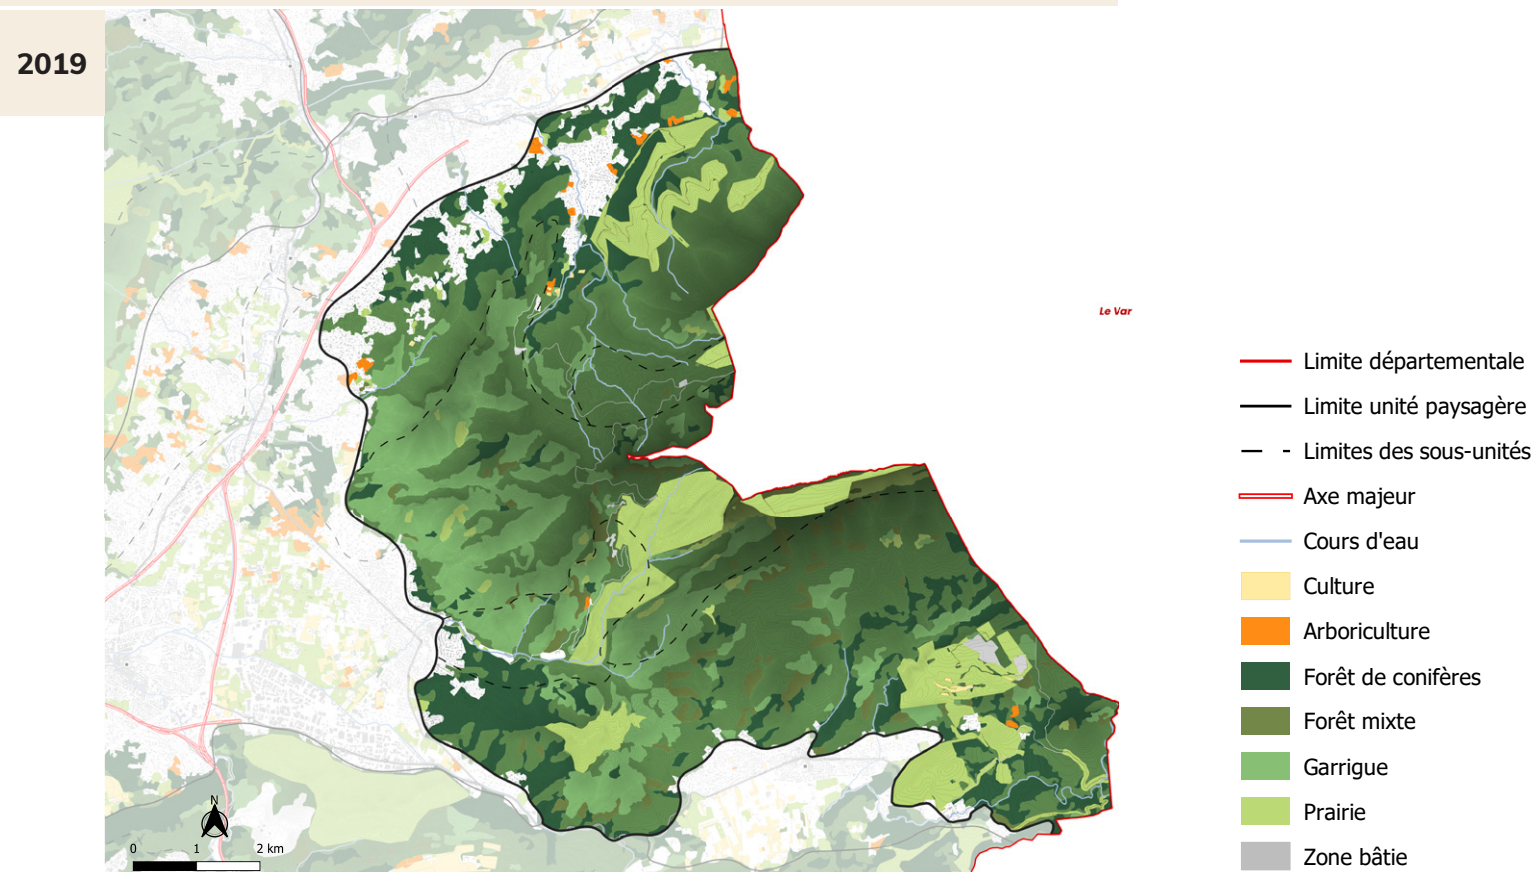 2019
Le Var
Limite départementale
Limite unité paysagère
Limites des sous-unités
Axe majeur
Cours d'eau
Culture
Arboriculture
Forêt de conifères
Forêt mixte
Garrigue
Prairie
Zone bâtie
N
0 1 2 km